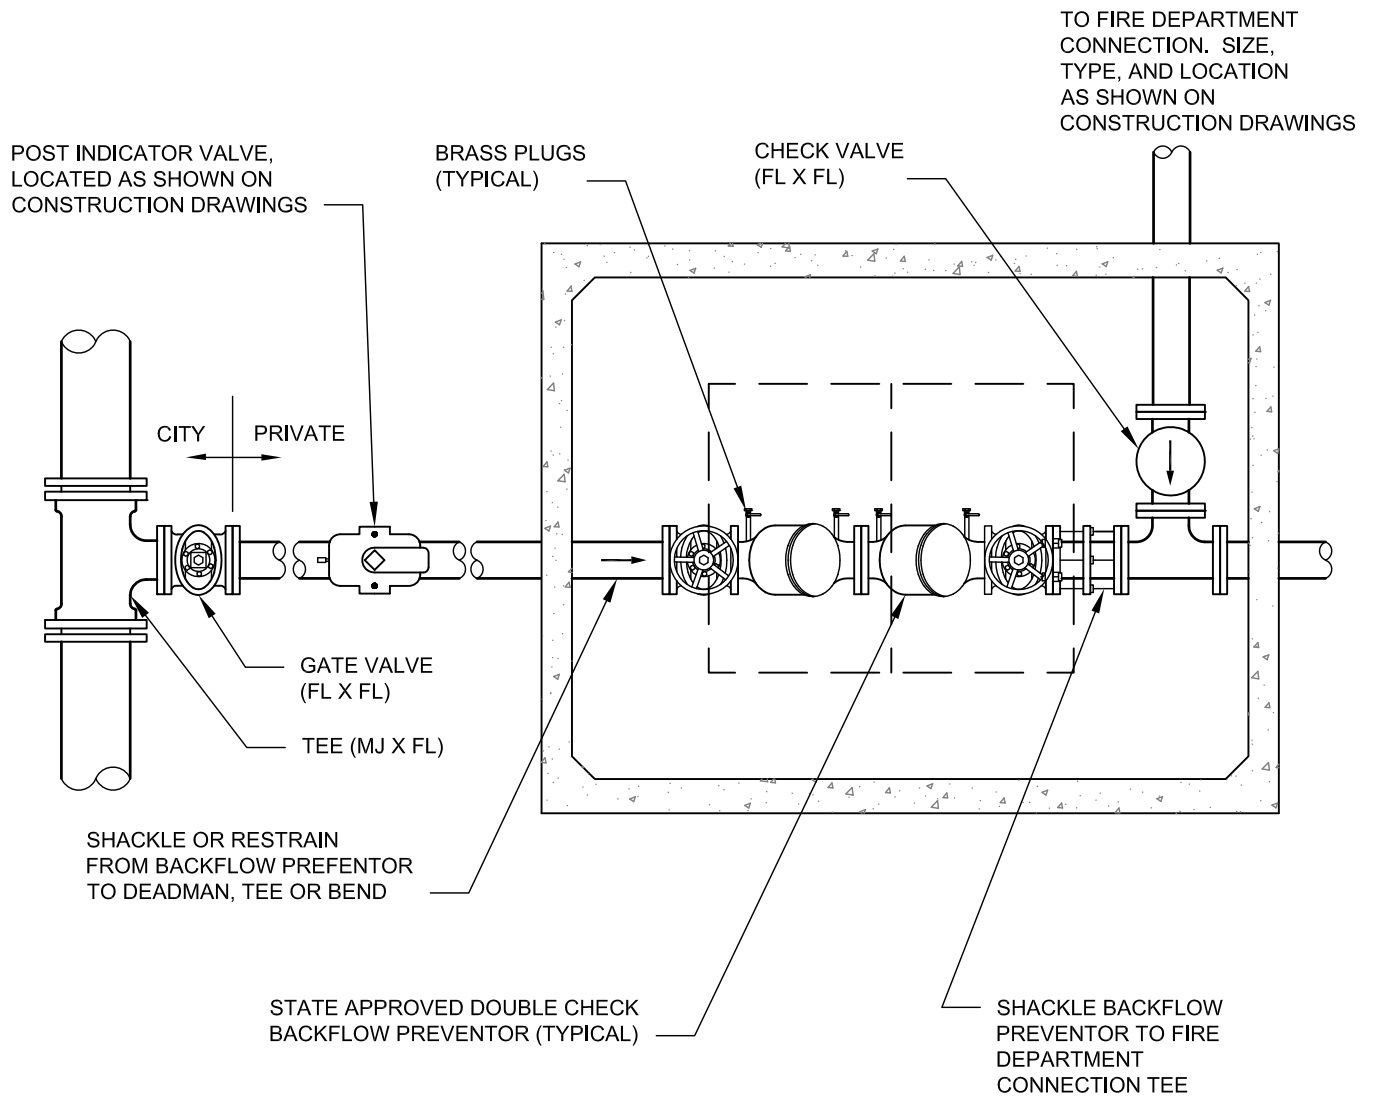 TO FIRE DEPARTMENT
CONNECTION. SIZE,
TYPE, AND LOCATION
AS SHOWN ON
CONSTRUCTION DRAWINGS
POST INDICATOR VALVE,
LOCATED AS SHOWN ON
CONSTRUCTION DRAWINGS
BRASS PLUGS
(TYPICAL)
CHECK VALVE
(FL X FL)
CITY
PRIVATE
GATE VALVE
(FL X FL)
TEE (MJ X FL)
SHACKLE OR RESTRAIN
FROM BACKFLOW PREFENTOR
TO DEADMAN, TEE OR BEND
STATE APPROVED DOUBLE CHECK
BACKFLOW PREVENTOR (TYPICAL)
SHACKLE BACKFLOW
PREVENTOR TO FIRE
DEPARTMENT
CONNECTION TEE